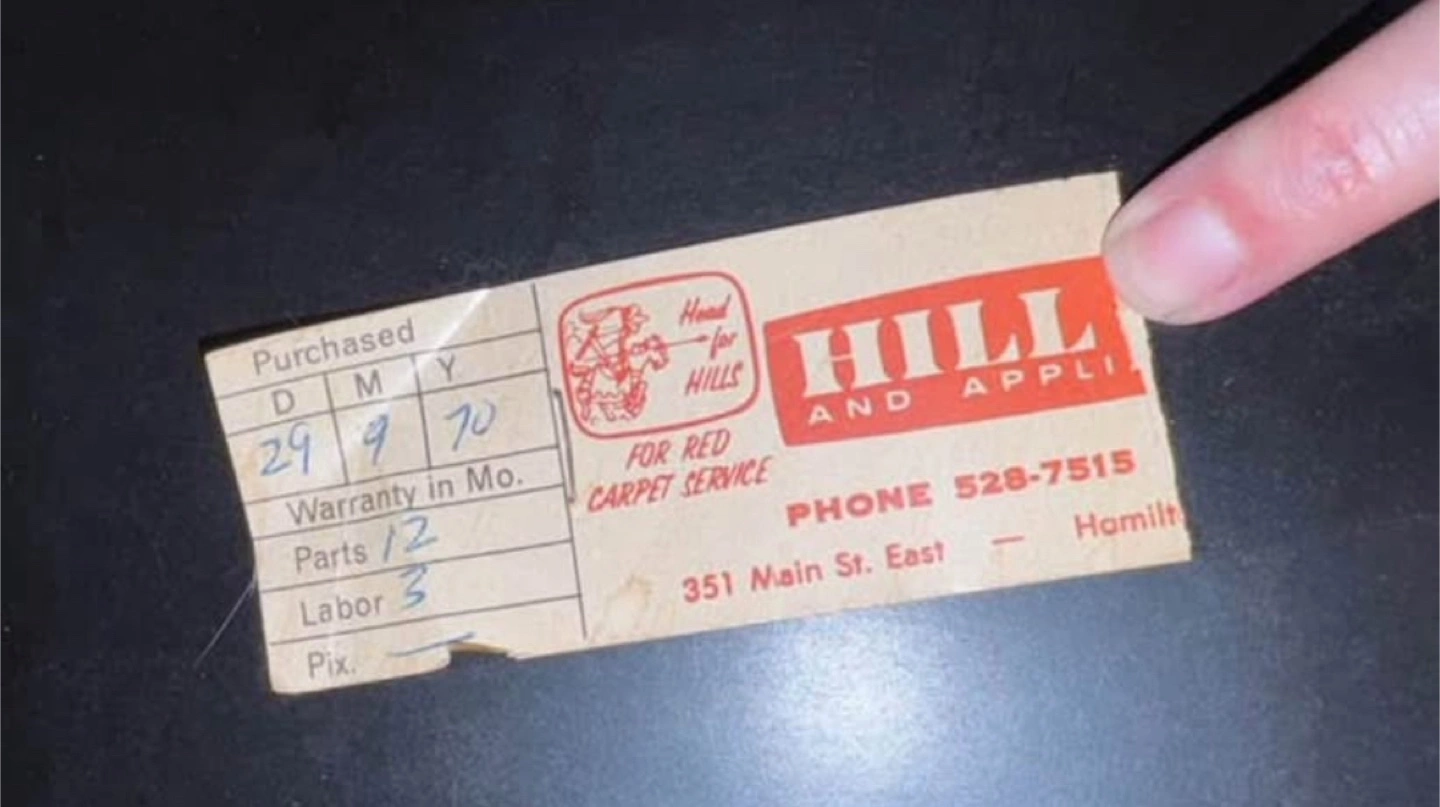 Purchased
D M Y
29 9 70
Warranty in Mo.
Parts 12
Labor 3
Pix. —
Head
for
HILLS
FOR RED
CARPET SERVICE
HILL
AND APPLI
PHONE 528-7515
351 Main St. East — Hamilt